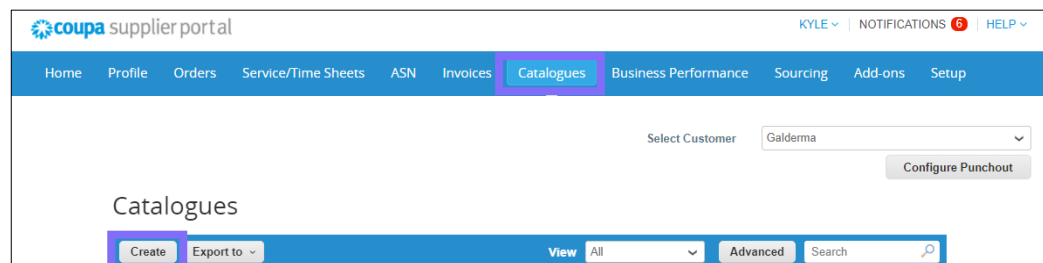 coupa supplier portal KYLE NOTIFICATIONS 6 HELP
Home Profile Orders Service/Time Sheets ASN Invoices Catalogues Business Performance Sourcing Add-ons Setup
Select Customer Galderma
Configure Punchout
Catalogues
Create Export to View All Advanced Search